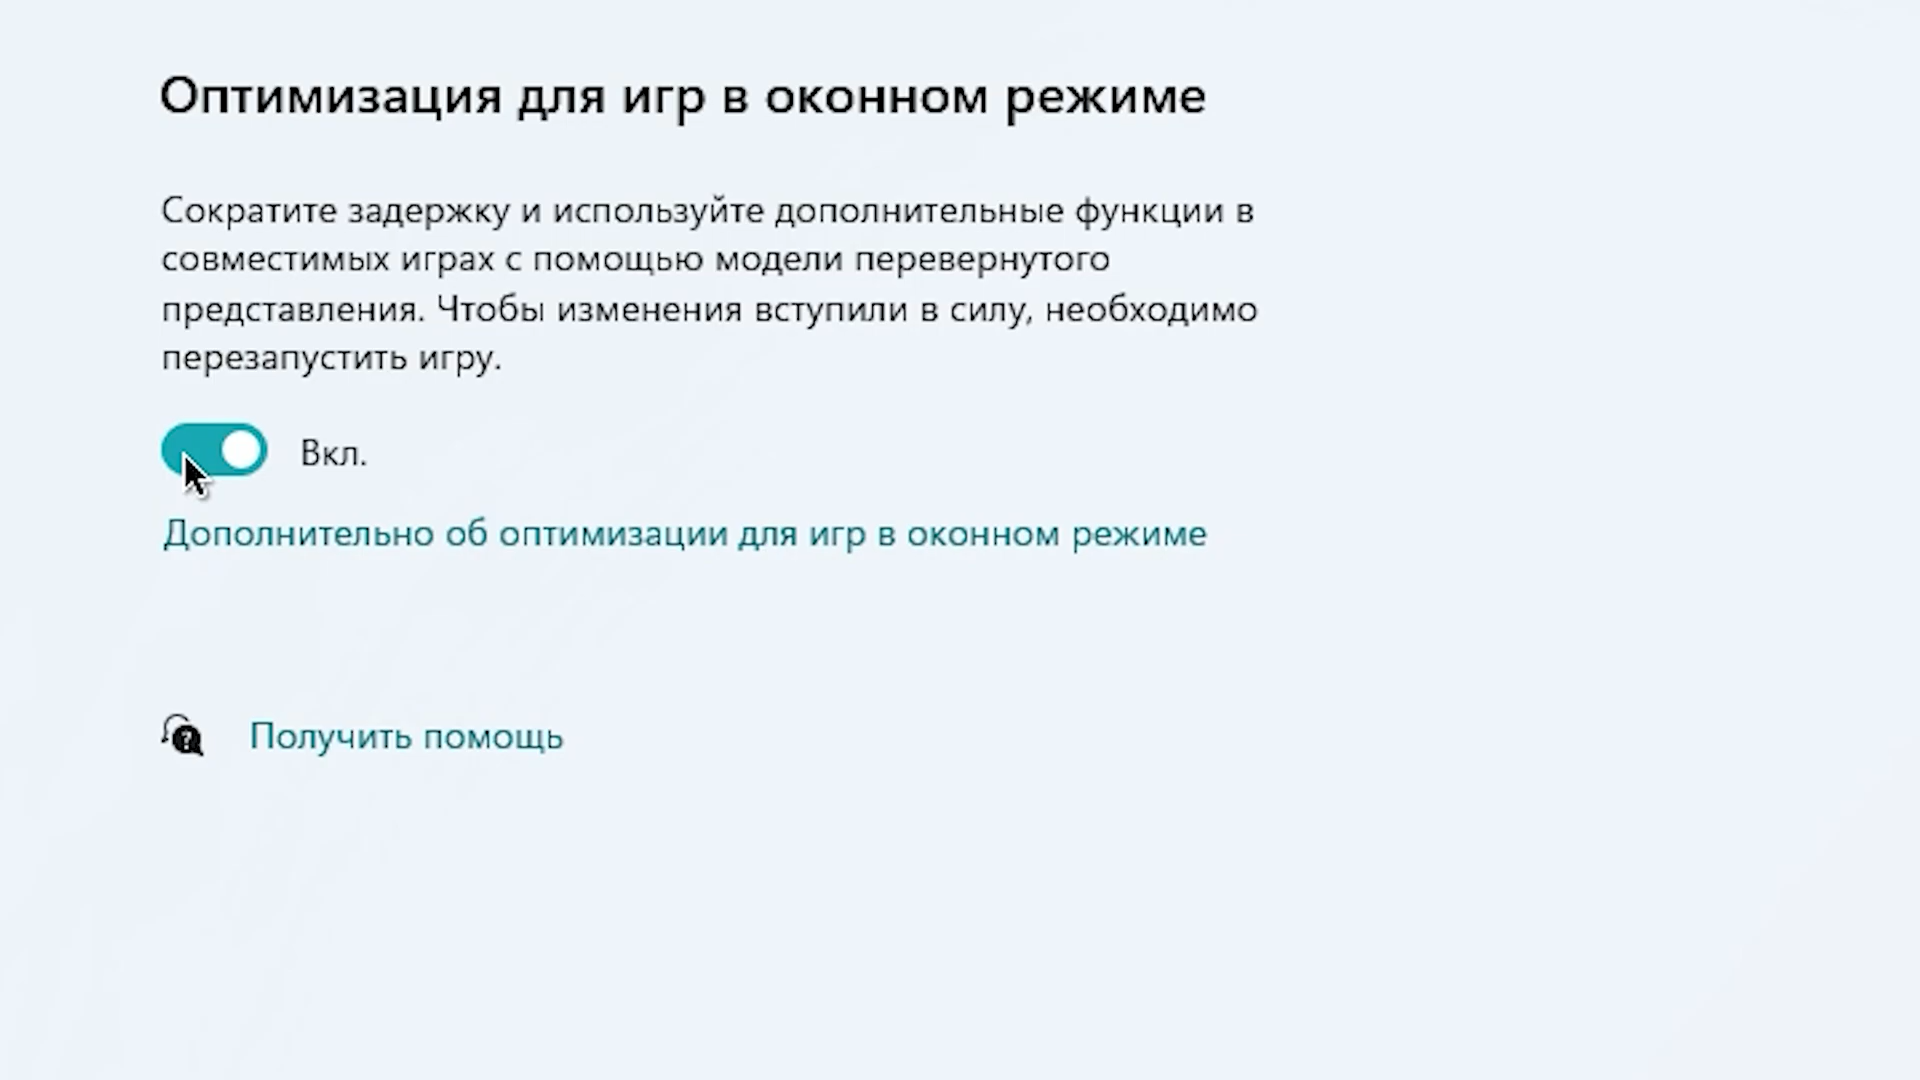 Оптимизация для игр в оконном режиме
Сократите задержку и используйте дополнительные функции в
совместимых играх с помощью модели перевернутого
представления. Чтобы изменения вступили в силу, необходимо
перезапустить игру.
Вкл.
Дополнительно об оптимизации для игр в оконном режиме
Получить помощь